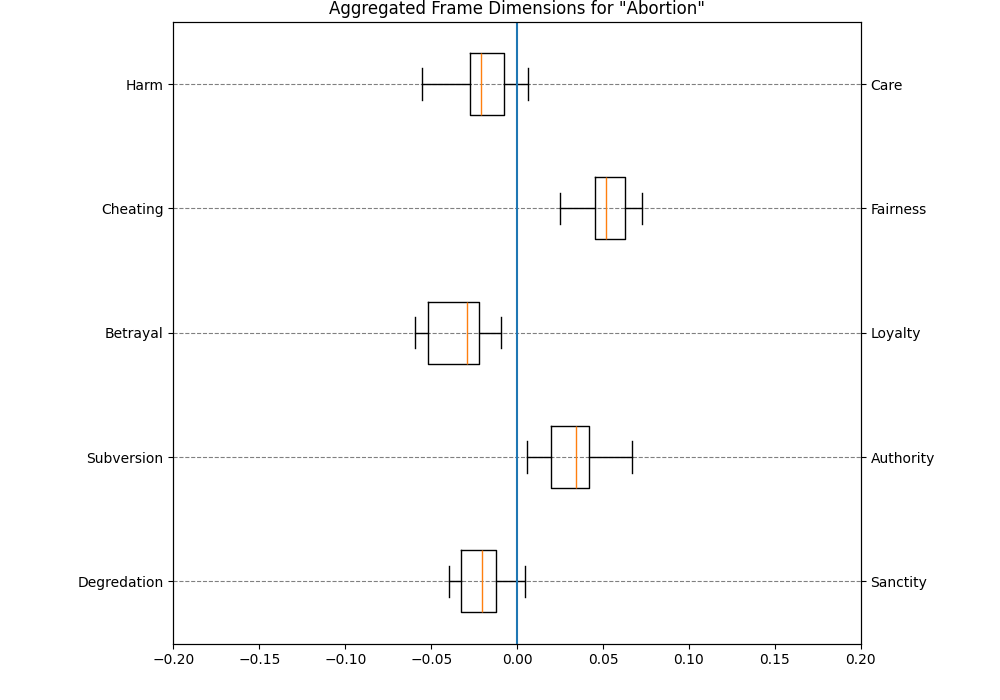 Aggregated Frame Dimensions for "Abortion"
Harm Care
Cheating Fairness
Betrayal Loyalty
Subversion Authority
Degredation Sanctity
−0.20 −0.15 −0.10 −0.05 0.00 0.05 0.10 0.15 0.20